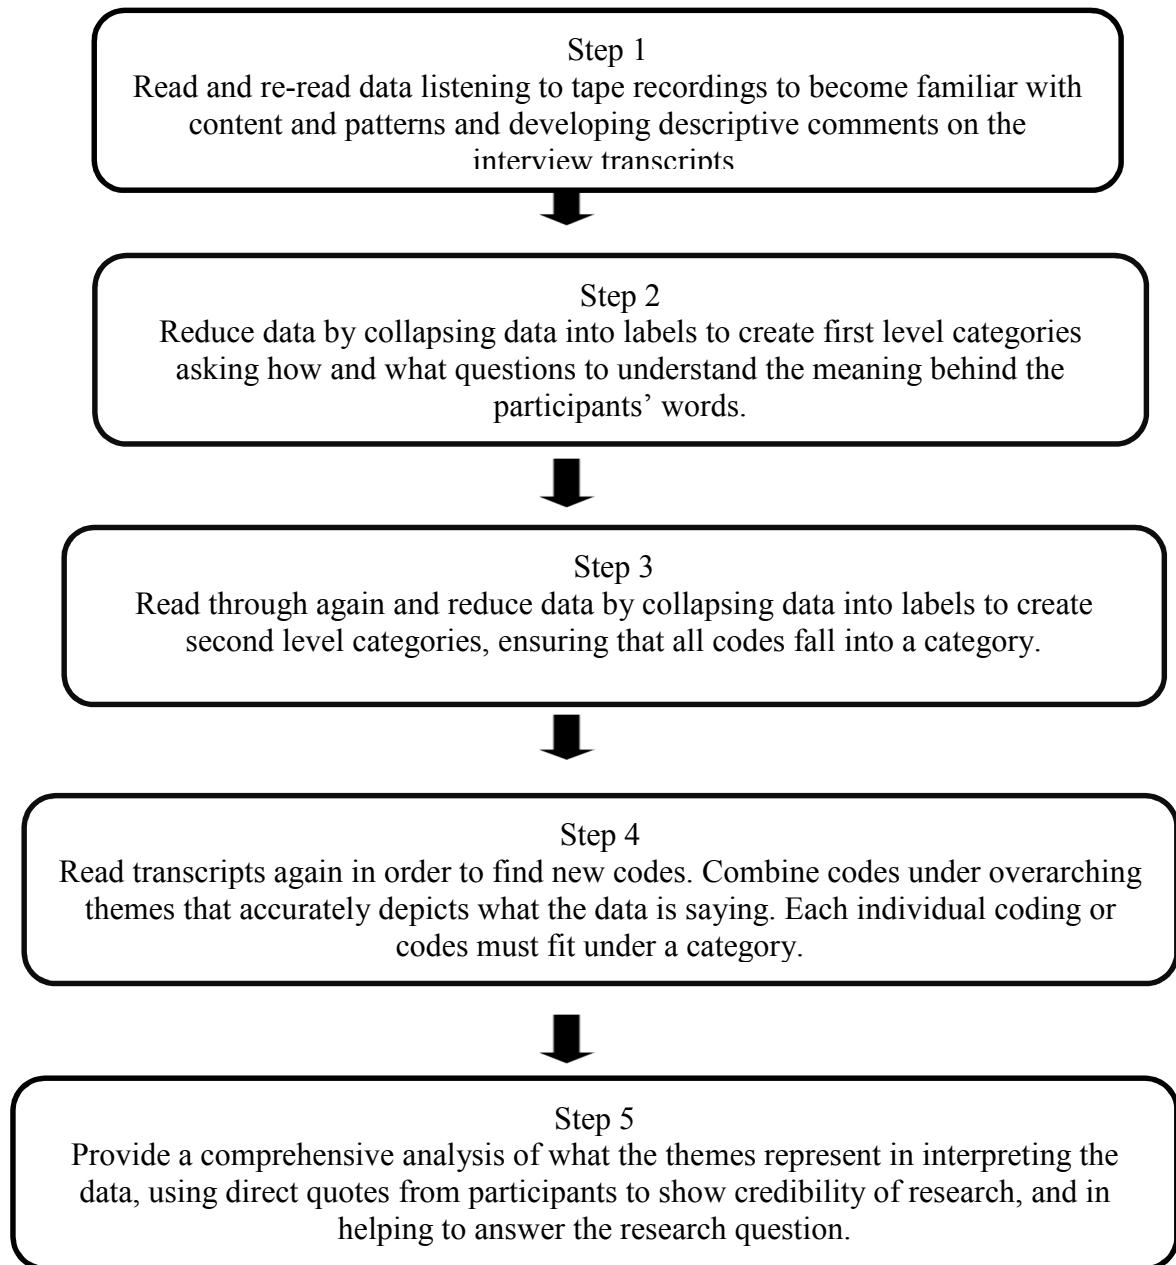 Step 1
Read and re-read data listening to tape recordings to become familiar with
content and patterns and developing descriptive comments on the
interview transcripts
Step 2
Reduce data by collapsing data into labels to create first level categories
asking how and what questions to understand the meaning behind the
participants’ words.
Step 3
Read through again and reduce data by collapsing data into labels to create
second level categories, ensuring that all codes fall into a category.
Step 4
Read transcripts again in order to find new codes. Combine codes under overarching
themes that accurately depicts what the data is saying. Each individual coding or
codes must fit under a category.
Step 5
Provide a comprehensive analysis of what the themes represent in interpreting the
data, using direct quotes from participants to show credibility of research, and in
helping to answer the research question.